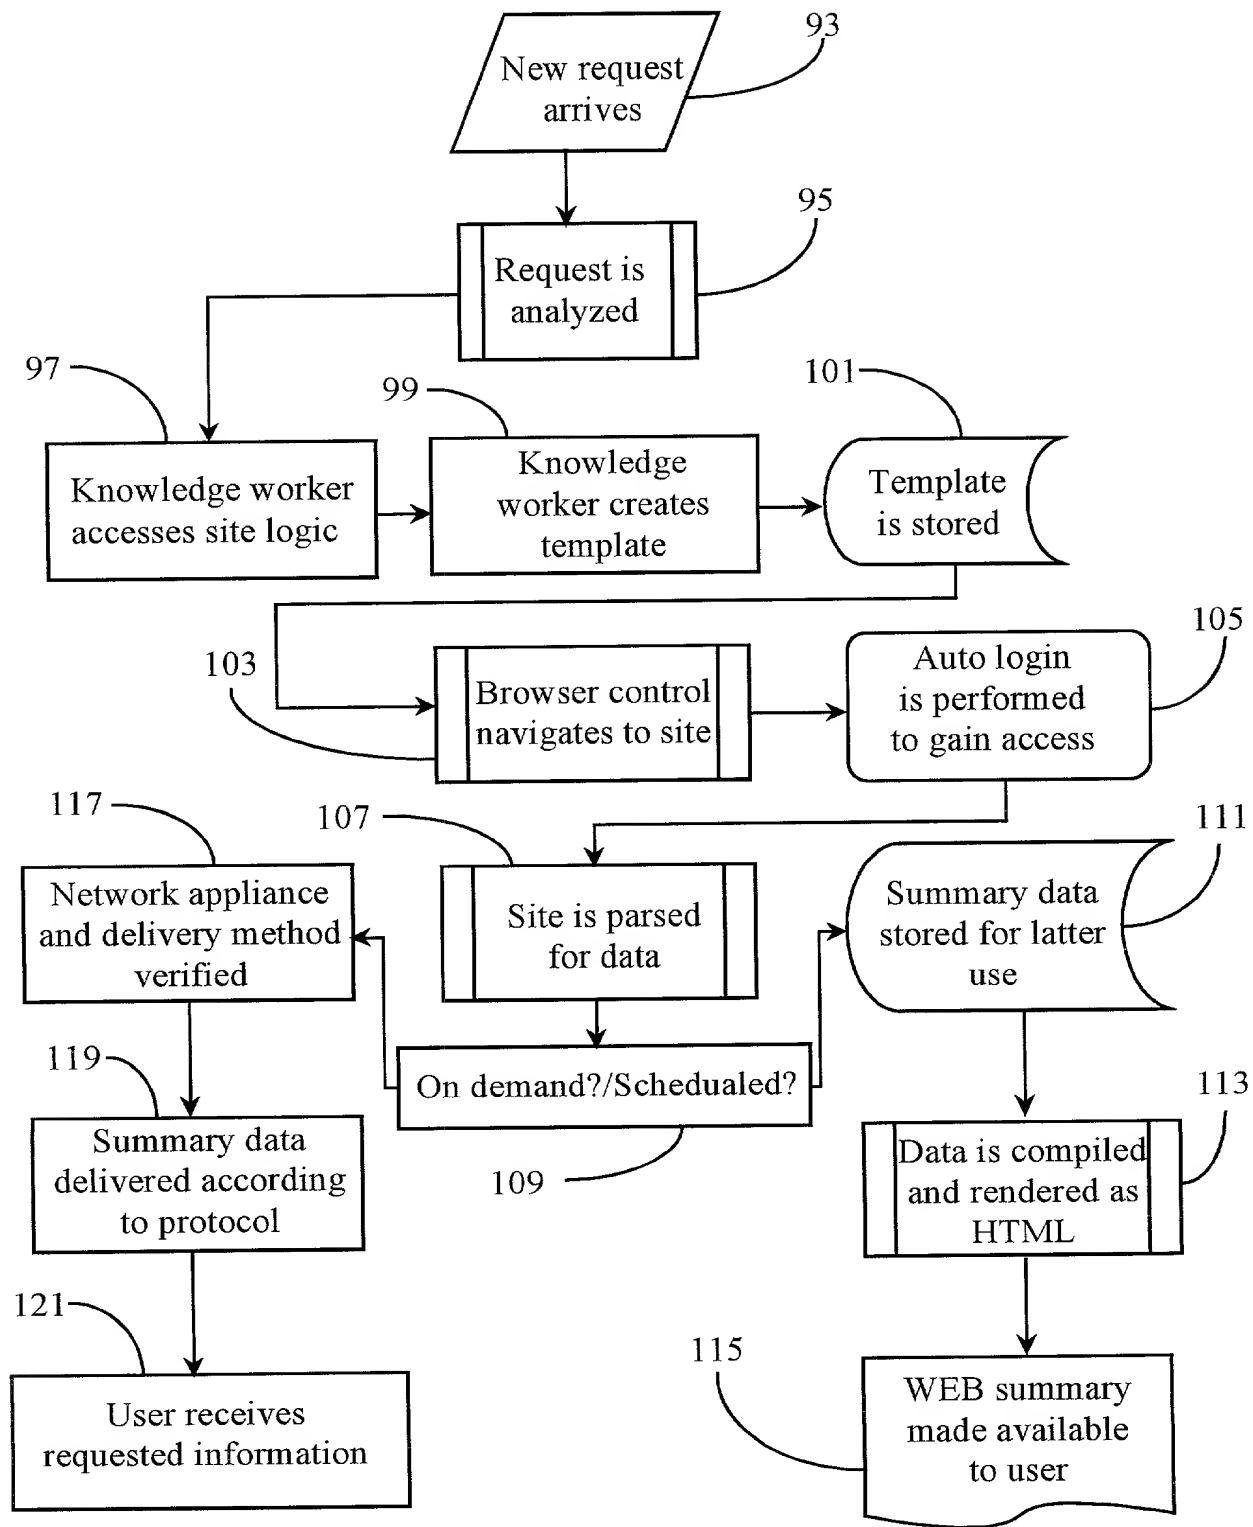 93
New request
arrives
95
Request is
analyzed
97
Knowledge worker
accesses site logic
99
Knowledge
worker creates
template
101
Template
is stored
103
Browser control
navigates to site
105
Auto login
is performed
to gain access
107
Site is parsed
for data
109
On demand?/Schedualed?
111
Summary data
stored for latter
use
113
Data is compiled
and rendered as
HTML
115
WEB summary
made available
to user
117
Network appliance
and delivery method
verified
119
Summary data
delivered according
to protocol
121
User receives
requested information